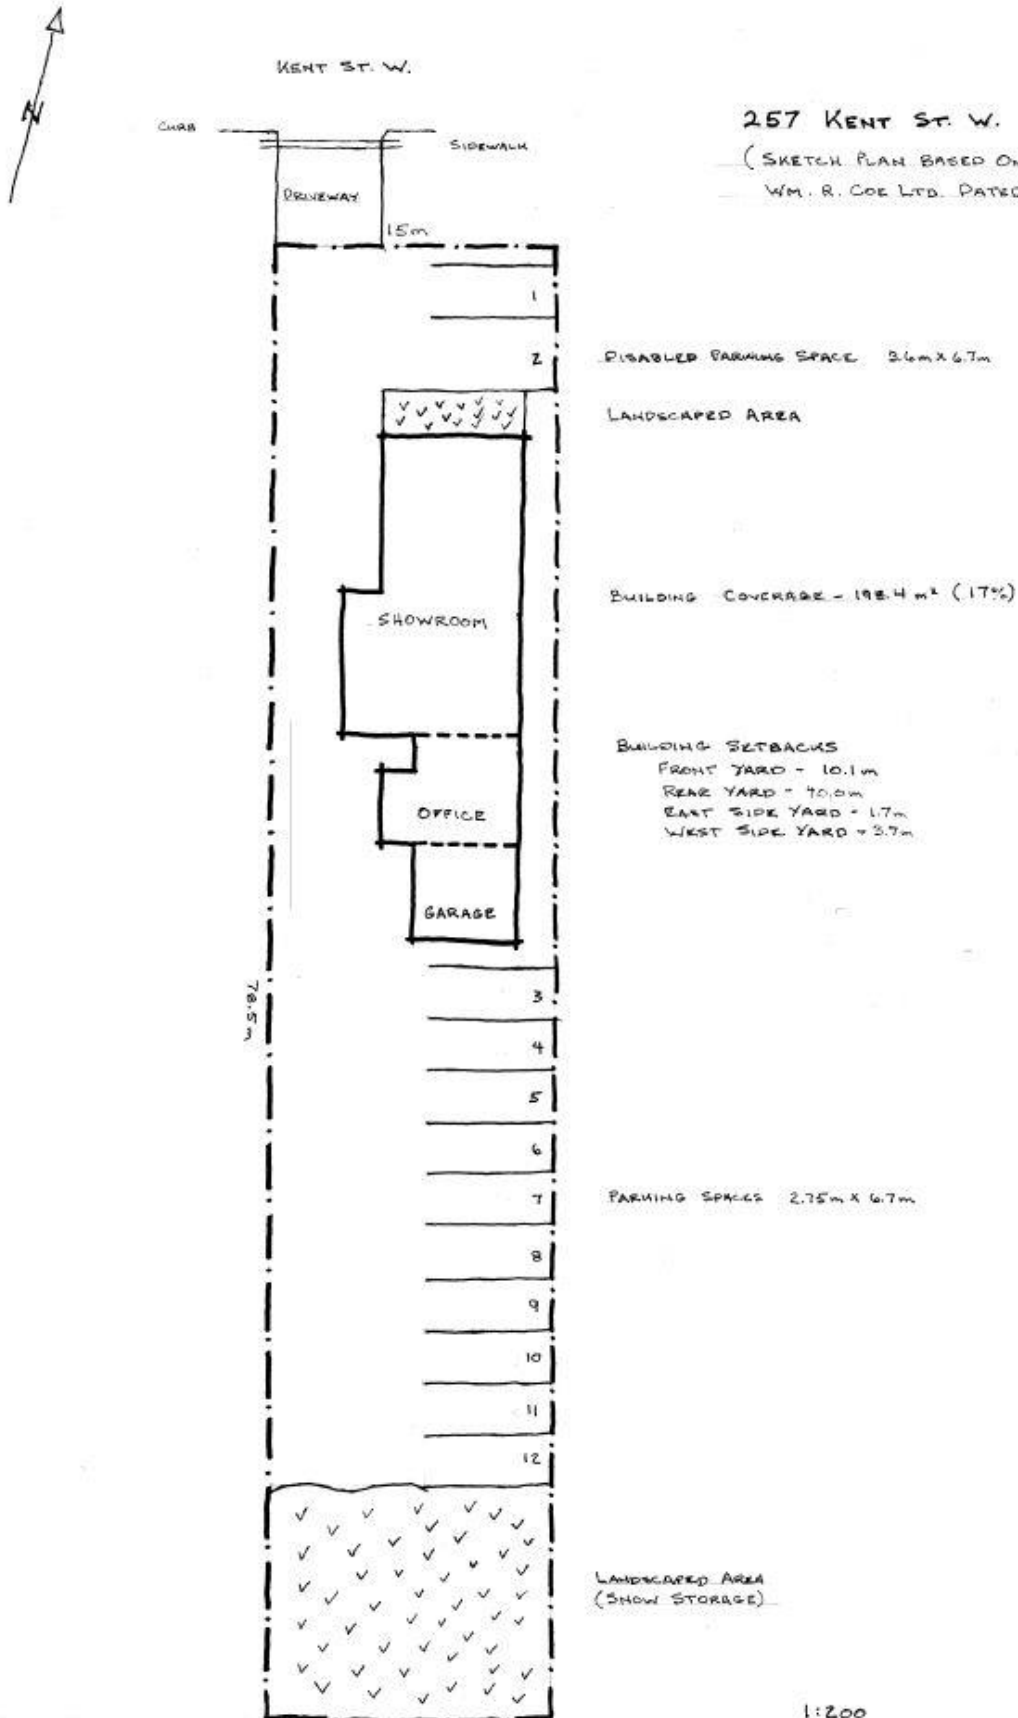 N
KENT ST. W.
CURB
SIDEWALK
257 KENT ST. W.
(SKETCH PLAN BASED ON
WM. R. COE LTD. DATED
DRIVEWAY
15m
1
2
DISABLED PARKING SPACE 3.6m x 6.7m
LANDSCAPED AREA
BUILDING COVERAGE - 198.4 m² (17%)
SHOWROOM
BUILDING SETBACKS
FRONT YARD - 10.1m
REAR YARD - 40.0m
EAST SIDE YARD - 1.7m
WEST SIDE YARD - 3.7m
OFFICE
GARAGE
78.5m
3
4
5
6
7
PARKING SPACES 2.75m x 6.7m
8
9
10
11
12
LANDSCAPED AREA
(SNOW STORAGE)
1:200